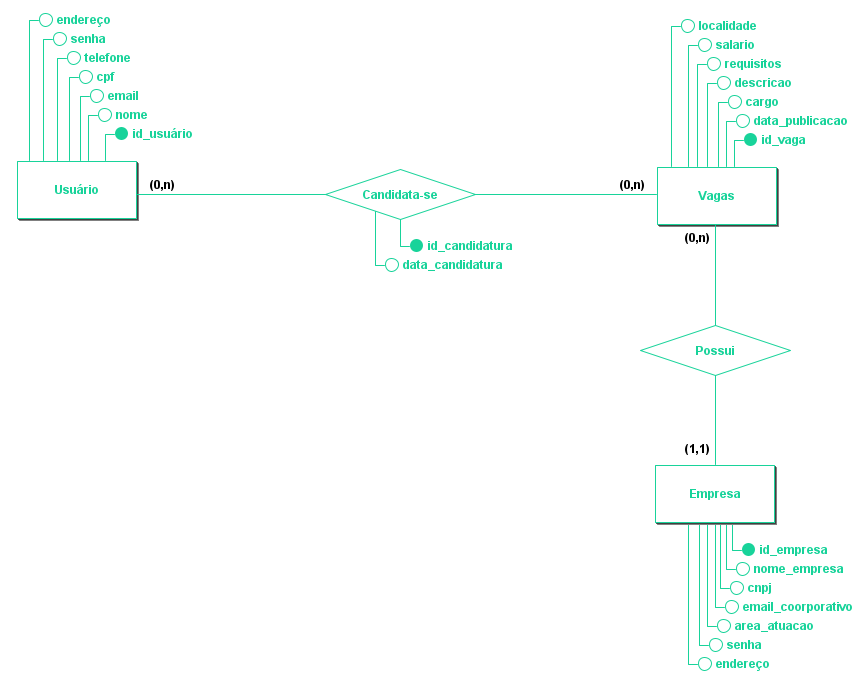 endereço
senha
telefone
cpf
email
nome
id_usuário
Usuário
(0,n)
Candidata-se
id_candidatura
data_candidatura
(0,n)
localidade
salario
requisitos
descricao
cargo
data_publicacao
id_vaga
Vagas
(0,n)
Possui
(1,1)
Empresa
id_empresa
nome_empresa
cnpj
email_coorporativo
area_atuacao
senha
endereço